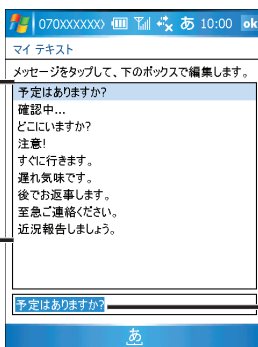 070XXXXXX あ 10:00 ok
マイ テキスト
メッセージをタップして、下のボックスで編集します。
予定はありますか?
確認中...
どこにいますか?
注意!
すぐに行きます。
遅れ気味です。
後でお返事します。
至急ご連絡ください。
近況報告しましょう。
予定はありますか?
あ